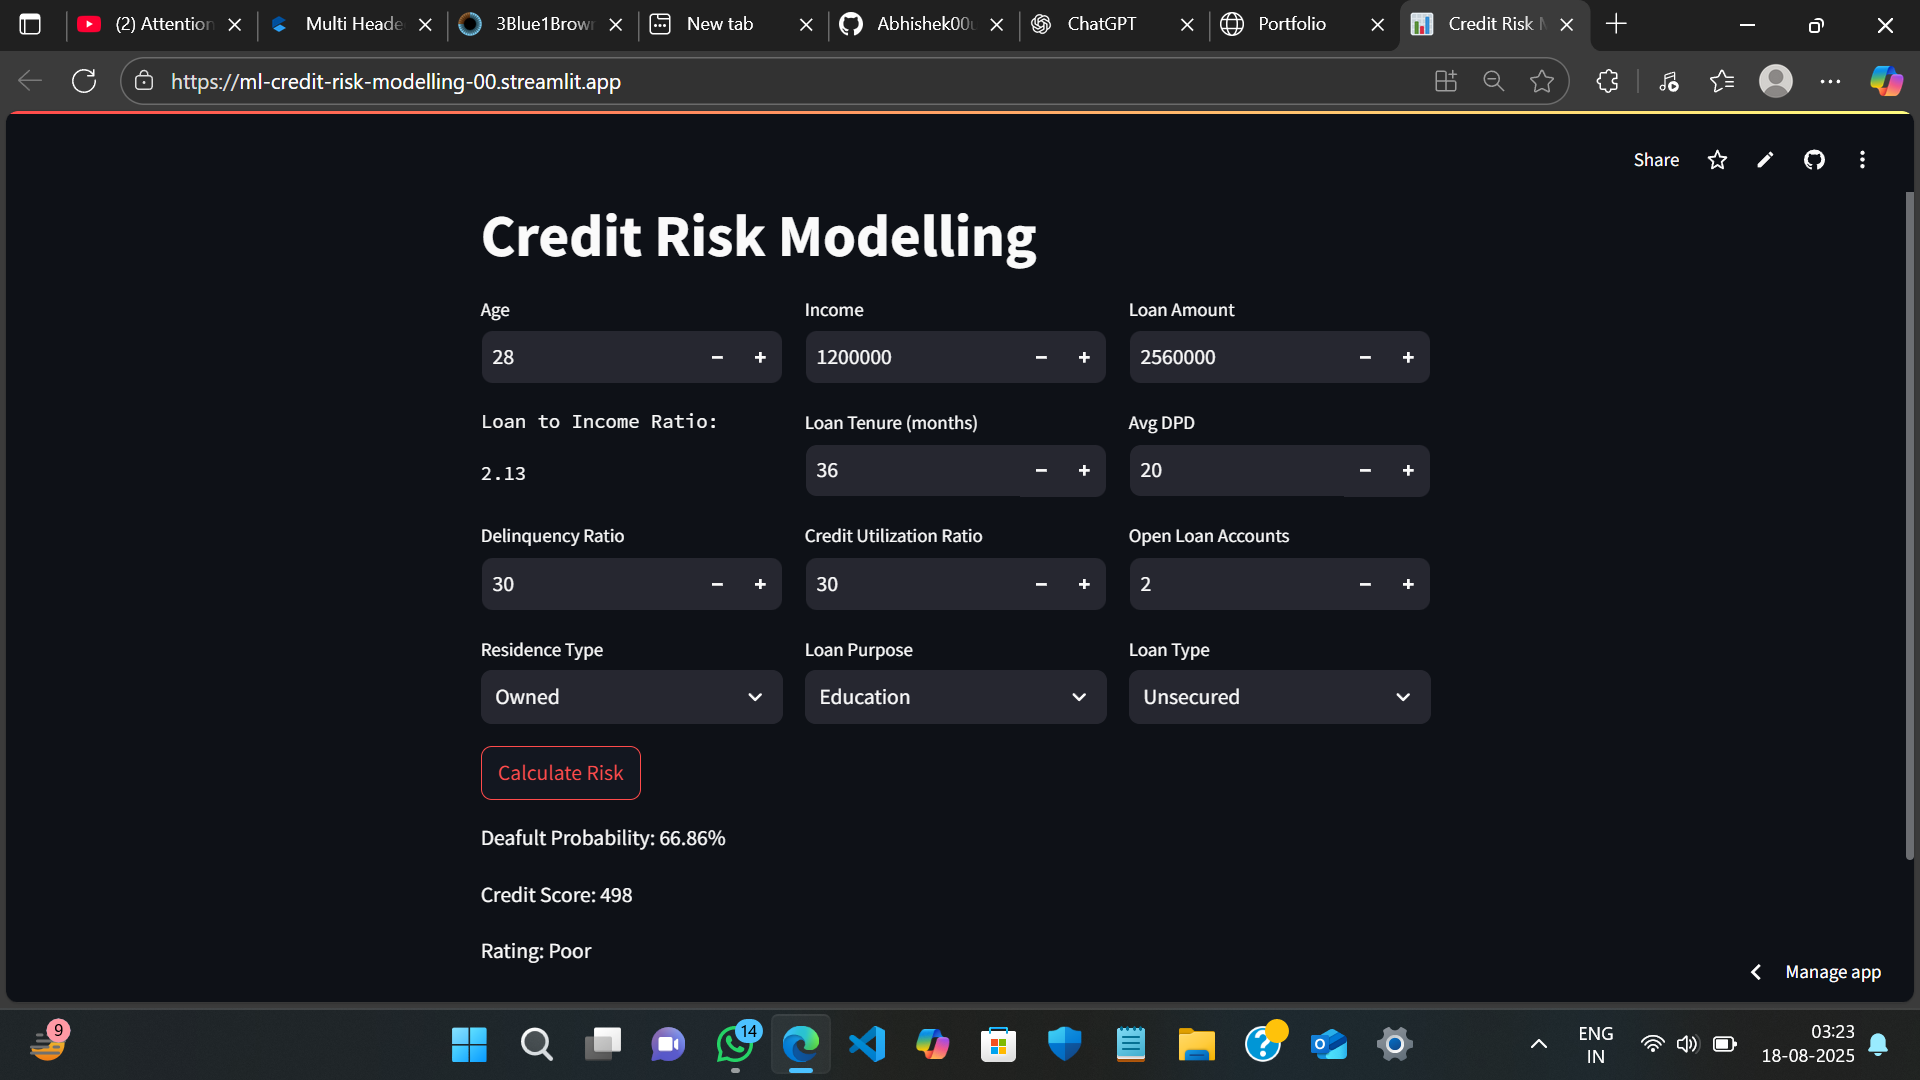 (2) Attention
Multi Heade
3Blue1Brown
New tab
Abhishek00u
ChatGPT
Portfolio
Credit Risk M
https://ml-credit-risk-modelling-00.streamlit.app
Share
Credit Risk Modelling
Age
Income
Loan Amount
28
1200000
2560000
Loan to Income Ratio:
Loan Tenure (months)
Avg DPD
2.13
36
20
Delinquency Ratio
Credit Utilization Ratio
Open Loan Accounts
30
30
2
Residence Type
Loan Purpose
Loan Type
Owned
Education
Unsecured
Calculate Risk
Deafult Probability: 66.86%
Credit Score: 498
Rating: Poor
Manage app
9
14
ENG
IN
03:23
18-08-2025